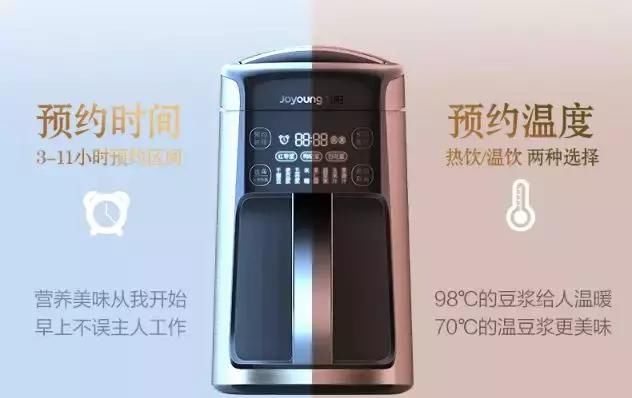 预约时间
3-11小时预约区间
营养美味从我开始
早上不误主人工作
Joyoung 九阳
88:88
预约温度
热饮/温饮 两种选择
98℃的豆浆给人温暖
70℃的温豆浆更美味